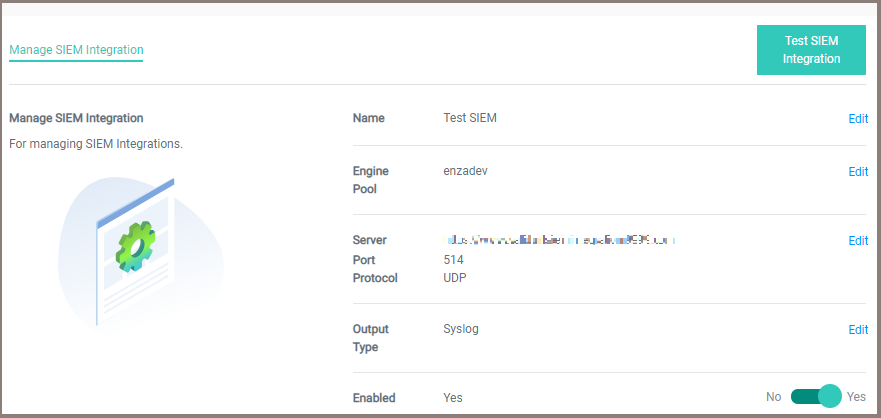 Manage SIEM Integration
Test SIEM
Integration
Manage SIEM Integration
For managing SIEM Integrations.
Name Test SIEM Edit
Engine
Pool
enzadev Edit
Server Edit
Port 514
Protocol UDP
Output
Type
Syslog Edit
Enabled Yes No Yes